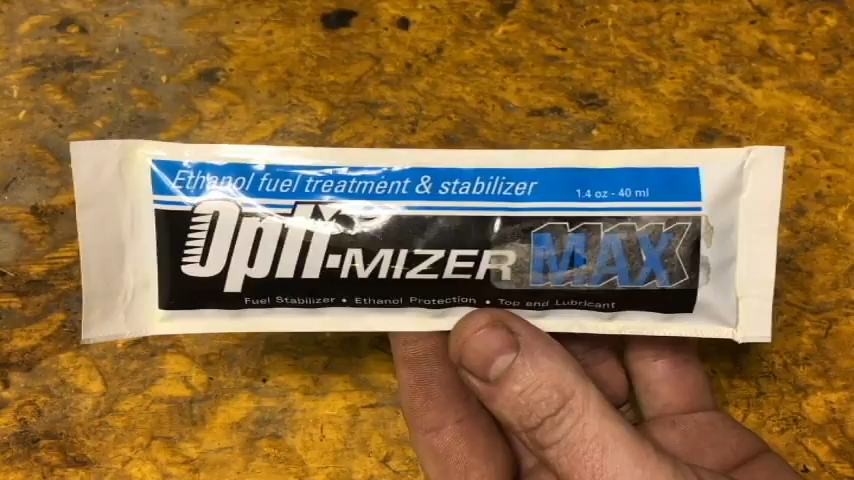 Ethanol fuel treatment & stabilizer 1.4 oz - 40 ml
Opti-MIZER MAX
Fuel Stabilizer • Ethanol Protection • Top end Lubricant